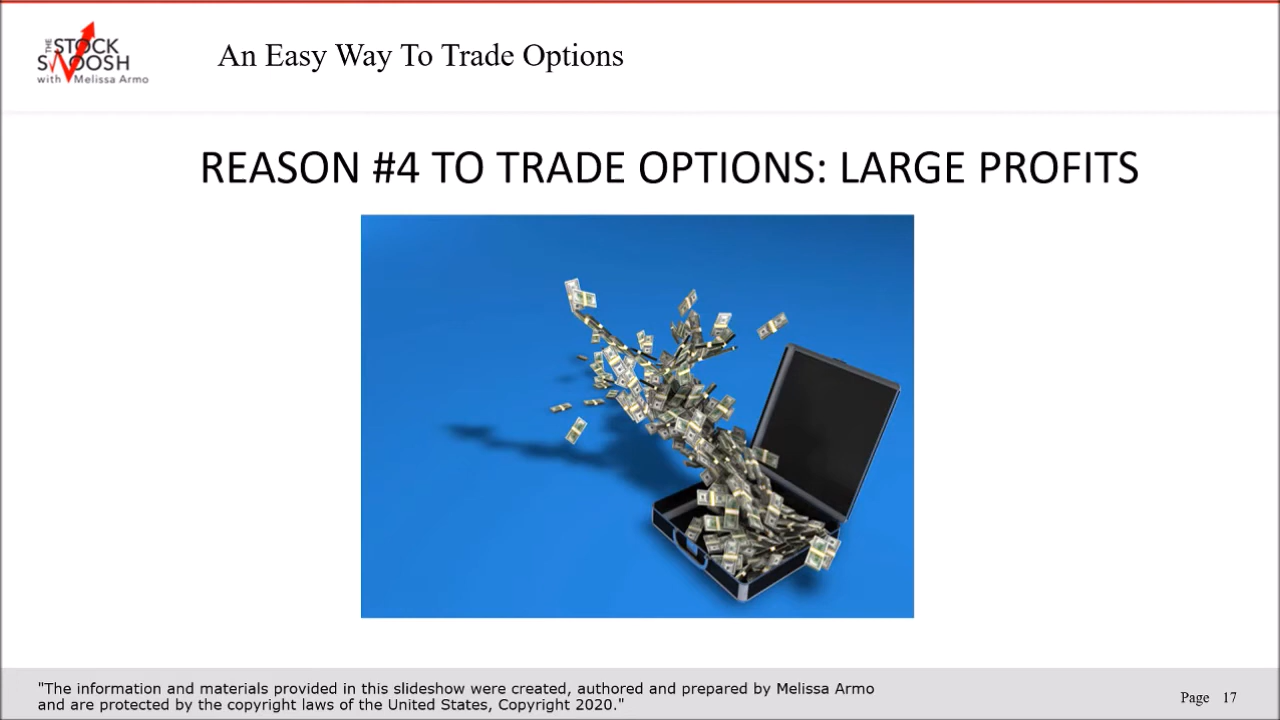 THE
STOCK
SWOOSH
with Melissa Armo
An Easy Way To Trade Options
REASON #4 TO TRADE OPTIONS: LARGE PROFITS
"The information and materials provided in this slideshow were created, authored and prepared by Melissa Armo
and are protected by the copyright laws of the United States, Copyright 2020."
Page 17